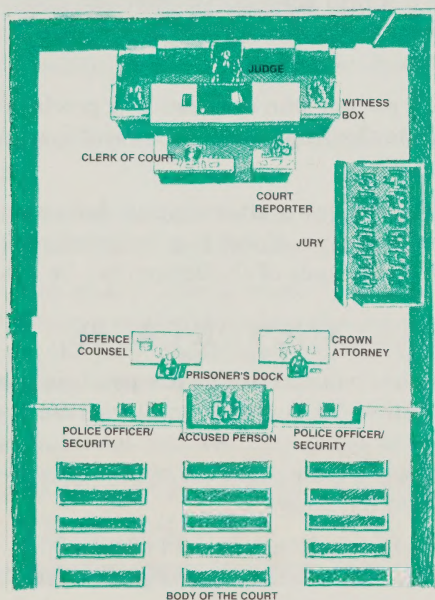 JUDGE
WITNESS
BOX
CLERK OF COURT
COURT
REPORTER
JURY
DEFENCE
COUNSEL
CROWN
ATTORNEY
PRISONER'S DOCK
POLICE OFFICER/
SECURITY
ACCUSED PERSON
POLICE OFFICER/
SECURITY
BODY OF THE COURT